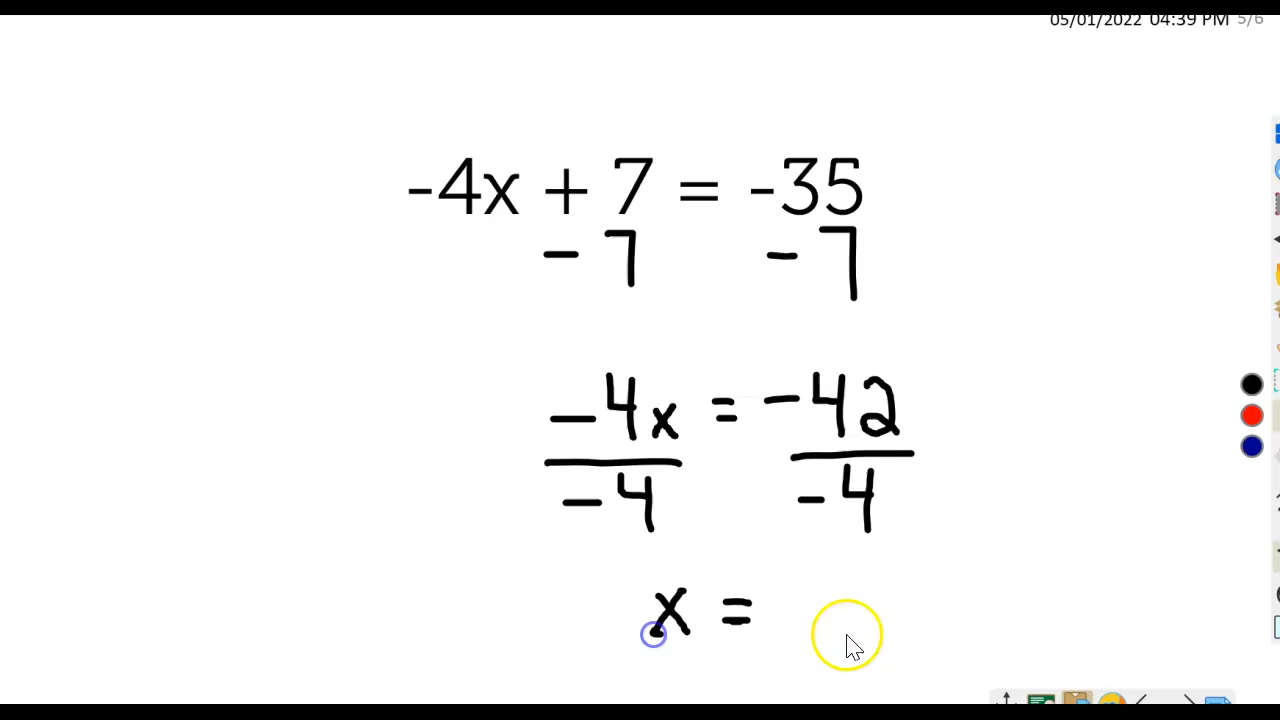 05/01/2022 04:39 PM 5/6
-4x + 7 = -35
- 7 - 7
-4x = -42
-4 -4
x =